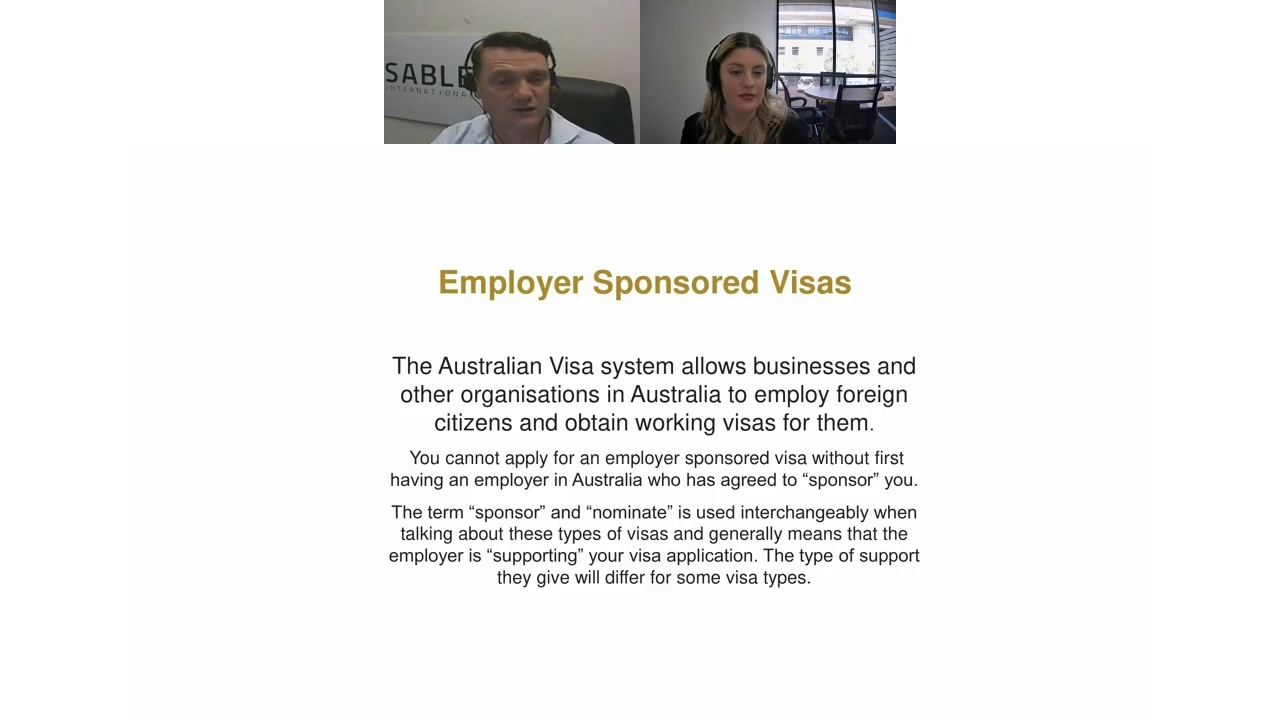 SABLE
INTERNATIONAL
Employer Sponsored Visas
The Australian Visa system allows businesses and
other organisations in Australia to employ foreign
citizens and obtain working visas for them.
You cannot apply for an employer sponsored visa without first
having an employer in Australia who has agreed to “sponsor” you.
The term “sponsor” and “nominate” is used interchangeably when
talking about these types of visas and generally means that the
employer is “supporting” your visa application. The type of support
they give will differ for some visa types.